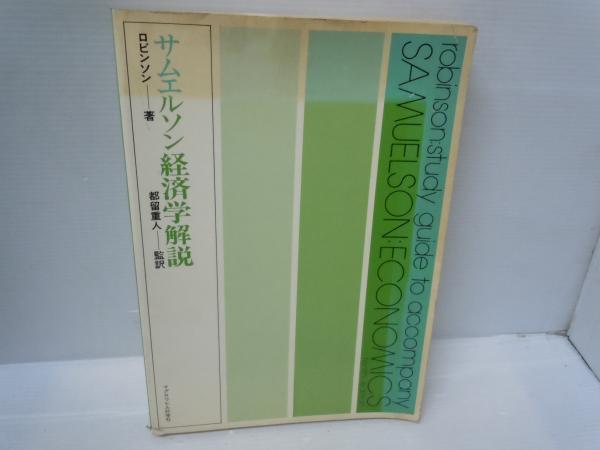 サムエルソン経済学解説
ロビンソン——著
都留重人——監訳
robinson:study guide to accompany
SAMUELSON:ECONOMICS